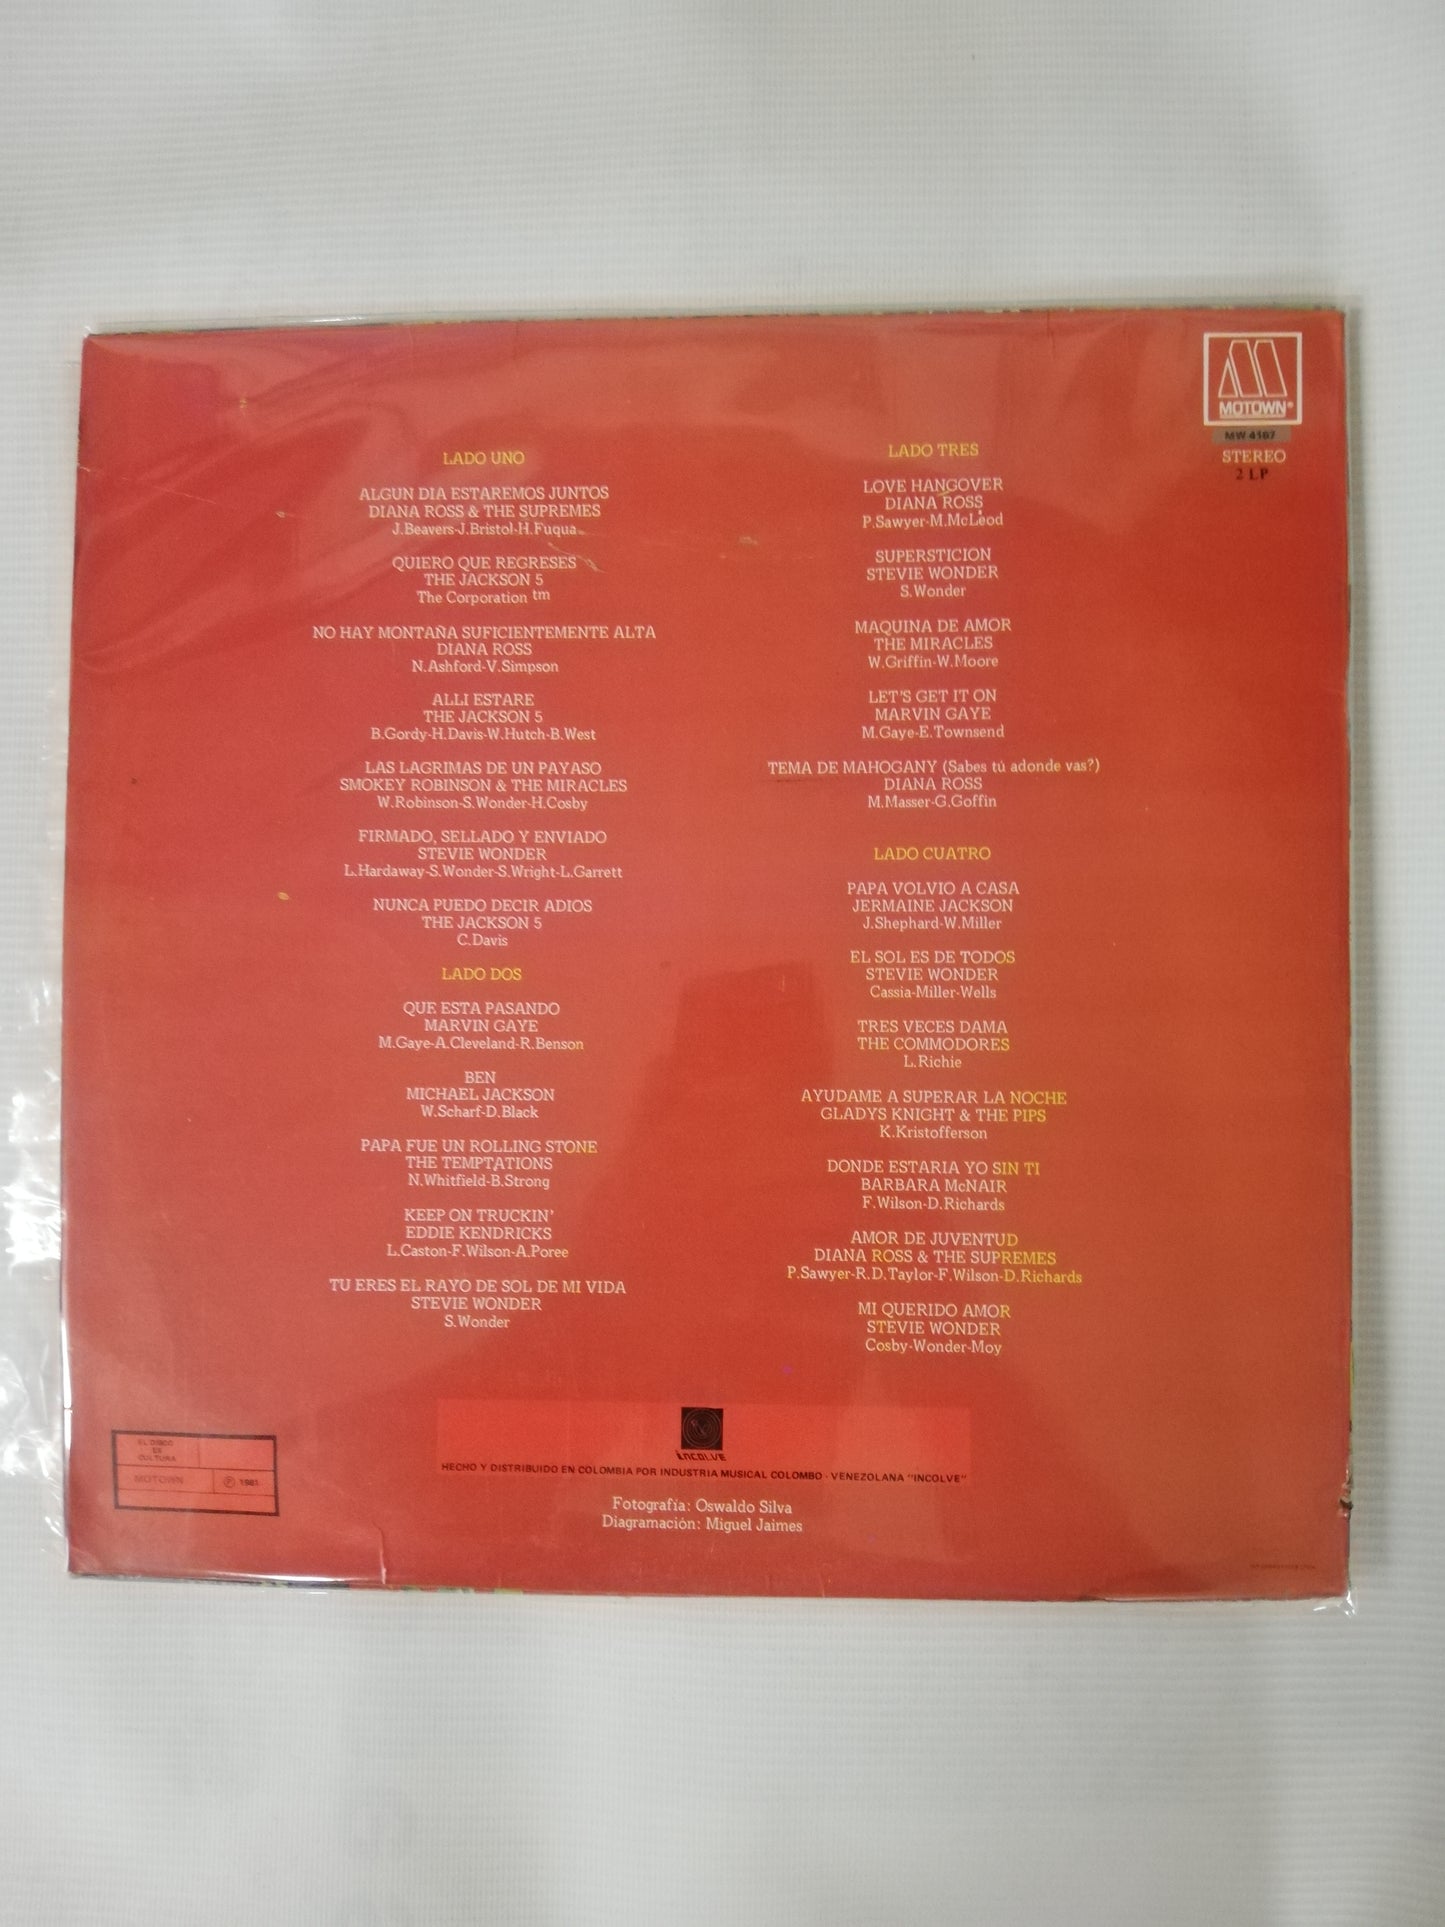 MOTOWN®
MW 4167
STEREO
2 LP
LADO UNO
ALGUN DIA ESTAREMOS JUNTOS
DIANA ROSS & THE SUPREMES
J.Beavers-J.Bristol-H.Fuqua
QUIERO QUE REGRESES
THE JACKSON 5
The Corporation tm
NO HAY MONTAÑA SUFICIENTEMENTE ALTA
DIANA ROSS
N.Ashford-V.Simpson
ALLI ESTARE
THE JACKSON 5
B.Gordy-H.Davis-W.Hutch-B.West
LAS LAGRIMAS DE UN PAYASO
SMOKEY ROBINSON & THE MIRACLES
W.Robinson-S.Wonder-H.Cosby
FIRMADO, SELLADO Y ENVIADO
STEVIE WONDER
L.Hardaway-S.Wonder-S.Wright-L.Garrett
NUNCA PUEDO DECIR ADIOS
THE JACKSON 5
C.Davis
LADO DOS
QUE ESTA PASANDO
MARVIN GAYE
M.Gaye-A.Cleveland-R.Benson
BEN
MICHAEL JACKSON
W.Scharf-D.Black
PAPA FUE UN ROLLING STONE
THE TEMPTATIONS
N.Whitfield-B.Strong
KEEP ON TRUCKIN'
EDDIE KENDRICKS
L.Caston-F.Wilson-A.Poree
TU ERES EL RAYO DE SOL DE MI VIDA
STEVIE WONDER
S.Wonder
LADO TRES
LOVE HANGOVER
DIANA ROSS
P.Sawyer-M.McLeod
SUPERSTICION
STEVIE WONDER
S.Wonder
MAQUINA DE AMOR
THE MIRACLES
W.Griffin-W.Moore
LET'S GET IT ON
MARVIN GAYE
M.Gaye-E.Townsend
TEMA DE MAHOGANY (Sabes tú adonde vas?)
DIANA ROSS
M.Masser-G.Goffin
LADO CUATRO
PAPA VOLVIO A CASA
JERMAINE JACKSON
J.Shephard-W.Miller
EL SOL ES DE TODOS
STEVIE WONDER
Cassia-Miller-Wells
TRES VECES DAMA
THE COMMODORES
L.Richie
AYUDAME A SUPERAR LA NOCHE
GLADYS KNIGHT & THE PIPS
K.Kristofferson
DONDE ESTARIA YO SIN TI
BARBARA McNAIR
F.Wilson-D.Richards
AMOR DE JUVENTUD
DIANA ROSS & THE SUPREMES
P.Sawyer-R.D.Taylor-F.Wilson-D.Richards
MI QUERIDO AMOR
STEVIE WONDER
Cosby-Wonder-Moy
EL DISCO
ES
CULTURA
MOTOWN
Ⓟ 1981
INCOLVE
HECHO Y DISTRIBUIDO EN COLOMBIA POR INDUSTRIA MUSICAL COLOMBO - VENEZOLANA "INCOLVE"
Fotografía: Oswaldo Silva
Diagramación: Miguel Jaimes